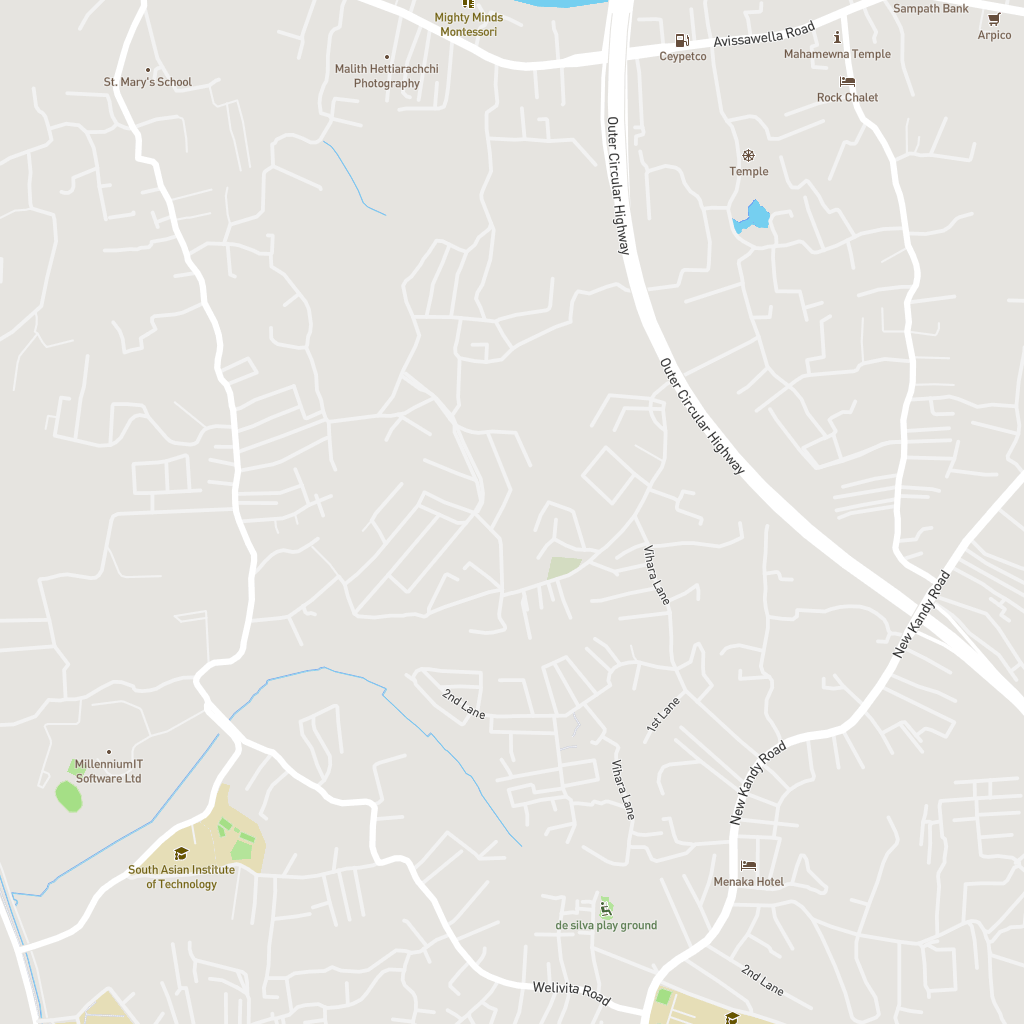 Mighty Minds
Montessori
Sampath Bank
Arpico
Avissawella Road
Ceypetco
Mahamewna Temple
Malith Hettiarachchi
Photography
St. Mary's School
Rock Chalet
Outer Circular Highway
Temple
Outer Circular Highway
Vihara Lane
New Kandy Road
2nd Lane
1st Lane
MillenniumIT
Software Ltd
Vihara Lane
New Kandy Road
South Asian Institute
of Technology
Menaka Hotel
de silva play ground
2nd Lane
Welivita Road